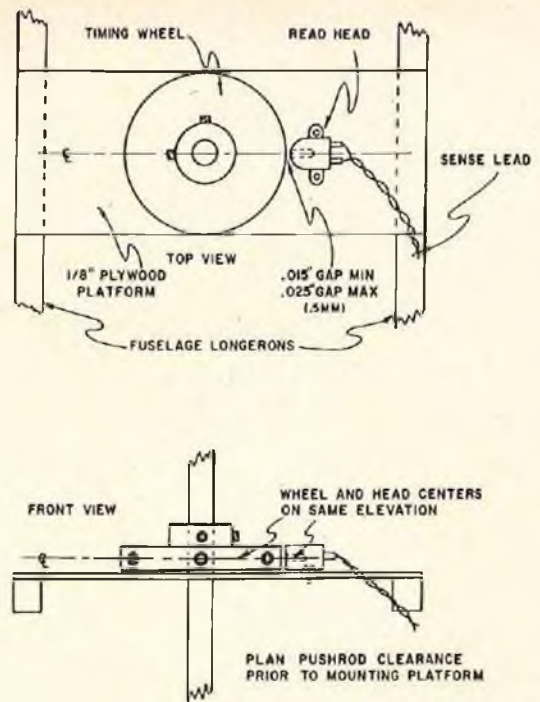 TIMING WHEEL
READ HEAD
SENSE LEAD
℄
TOP VIEW
1/8" PLYWOOD
PLATFORM
.015" GAP MIN
.025" GAP MAX
(.5MM)
FUSELAGE LONGERONS
FRONT VIEW
WHEEL AND HEAD CENTERS
ON SAME ELEVATION
℄
PLAN PUSHROD CLEARANCE
PRIOR TO MOUNTING PLATFORM